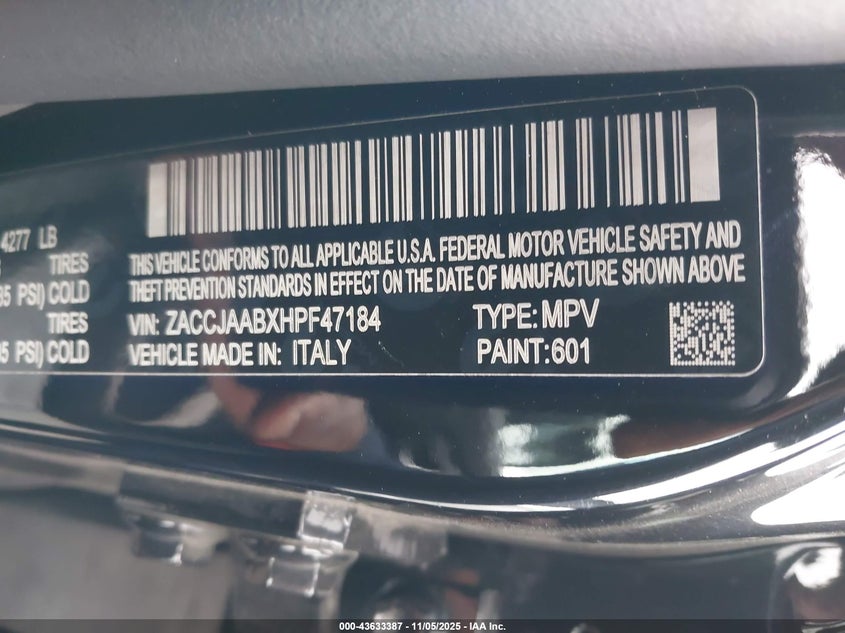 4277 LB
TIRES
THIS VEHICLE CONFORMS TO ALL APPLICABLE U.S.A. FEDERAL MOTOR VEHICLE SAFETY AND
PSI) COLD
THEFT PREVENTION STANDARDS IN EFFECT ON THE DATE OF MANUFACTURE SHOWN ABOVE
TIRES
VIN: ZACCJAABXHPF47184 TYPE: MPV
PSI) COLD
VEHICLE MADE IN: ITALY PAINT:601
000-43633387 - 11/05/2025 - IAA Inc.